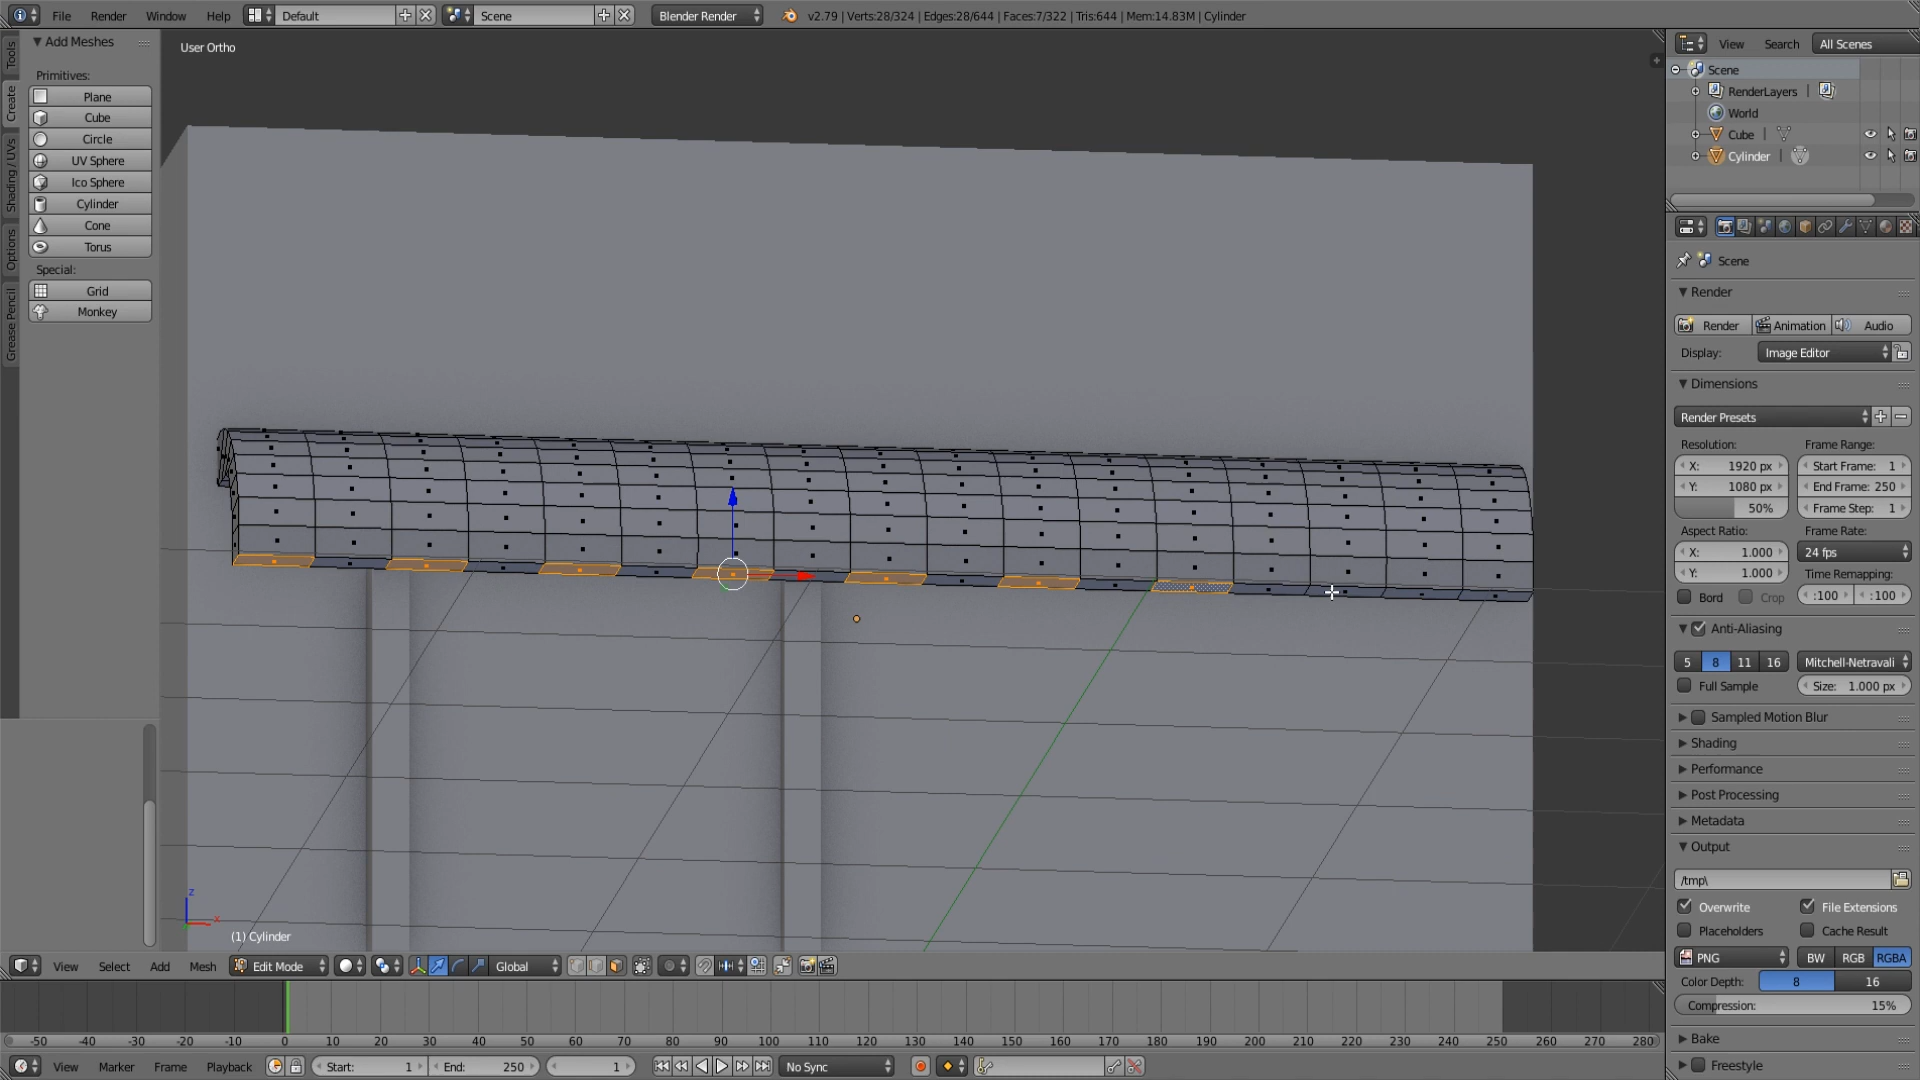 File Render Window Help Default Scene Blender Render v2.79 | Verts:28/324 | Edges:28/644 | Faces:7/322 | Tris:644 | Mem:14.83M | Cylinder
Tools
Create
Shading / UVs
Options
Grease Pencil
Add Meshes
Primitives:
Plane
Cube
Circle
UV Sphere
Ico Sphere
Cylinder
Cone
Torus
Special:
Grid
Monkey
User Ortho
z
x
(1) Cylinder
View Select Add Mesh Edit Mode Global
-50 -40 -30 -20 -10 0 10 20 30 40 50 60 70 80 90 100 110 120 130 140 150 160 170 180 190 200 210 220 230 240 250 260 270 280
View Marker Frame Playback Start: 1 End: 250 1 No Sync
View Search All Scenes
Scene
RenderLayers |
World
Cube |
Cylinder |
Scene
Render
Render Animation Audio
Display: Image Editor
Dimensions
Render Presets
Resolution: Frame Range:
X: 1920 px Start Frame: 1
Y: 1080 px End Frame: 250
50% Frame Step: 1
Aspect Ratio: Frame Rate:
X: 1.000 24 fps
Y: 1.000 Time Remapping:
Bord Crop :100 :100
Anti-Aliasing
5 8 11 16 Mitchell-Netravali
Full Sample Size: 1.000 px
Sampled Motion Blur
Shading
Performance
Post Processing
Metadata
Output
/tmp\
Overwrite File Extensions
Placeholders Cache Result
PNG BW RGB RGBA
Color Depth: 8 16
Compression: 15%
Bake
Freestyle